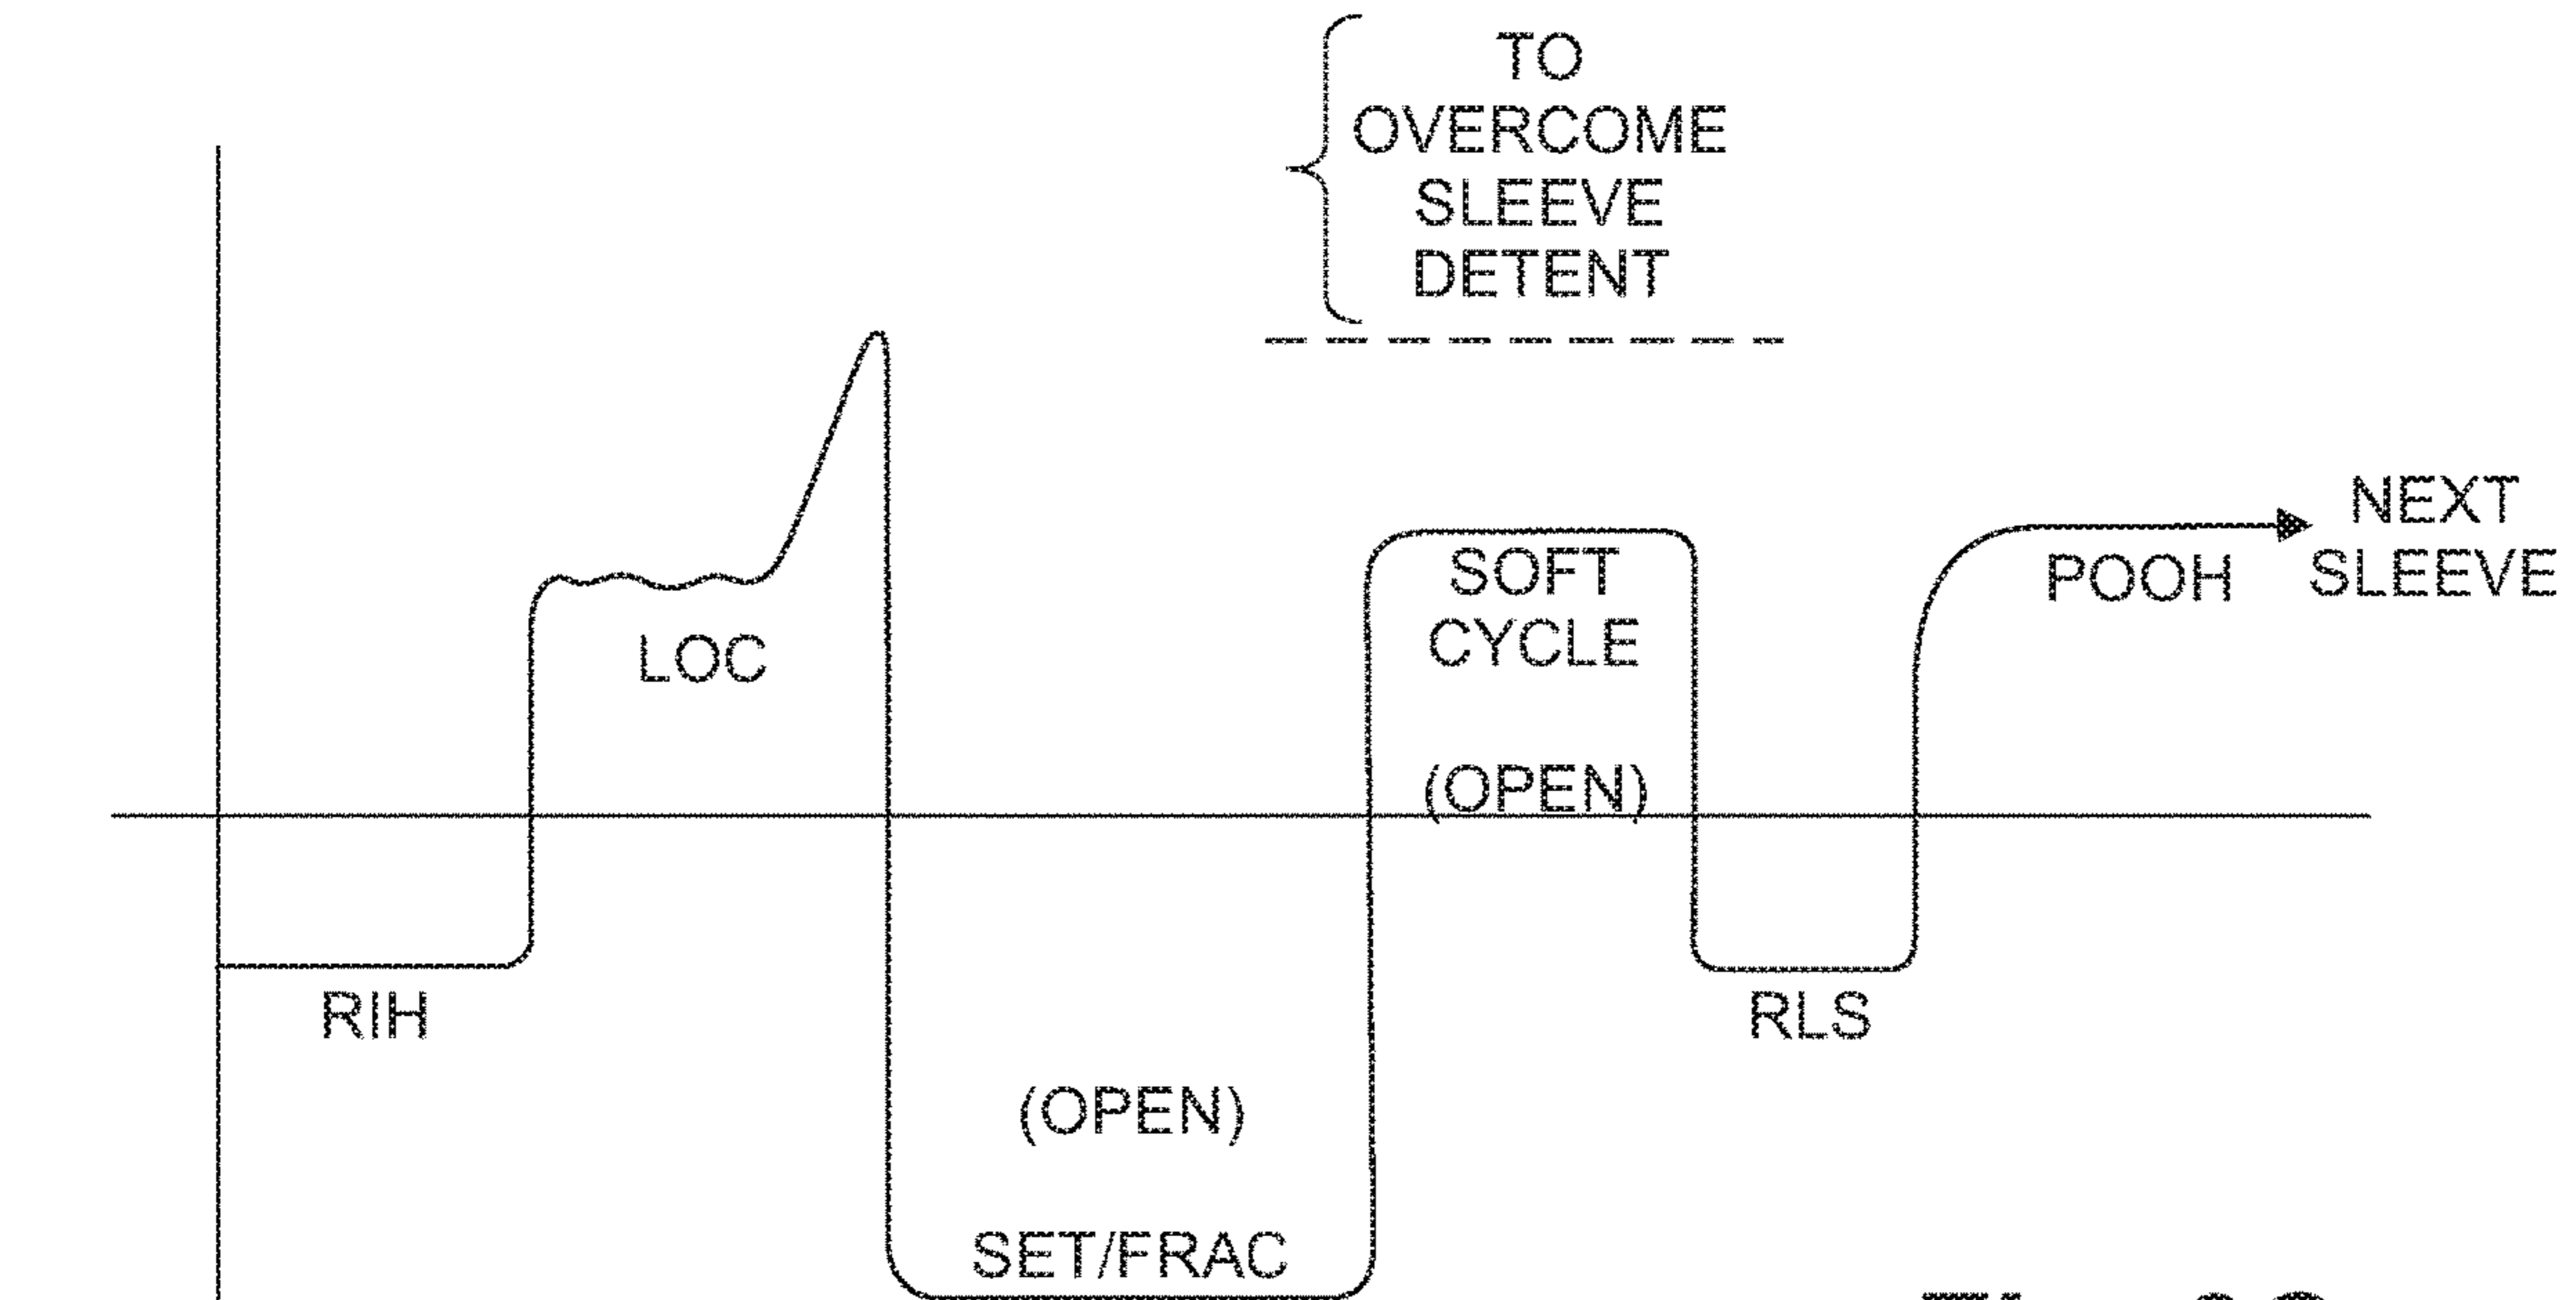 TO
OVERCOME
SLEEVE
DETENT
NEXT
SLEEVE
POOH
SOFT
CYCLE
(OPEN)
LOC
RIH
RLS
(OPEN)
SET/FRAC